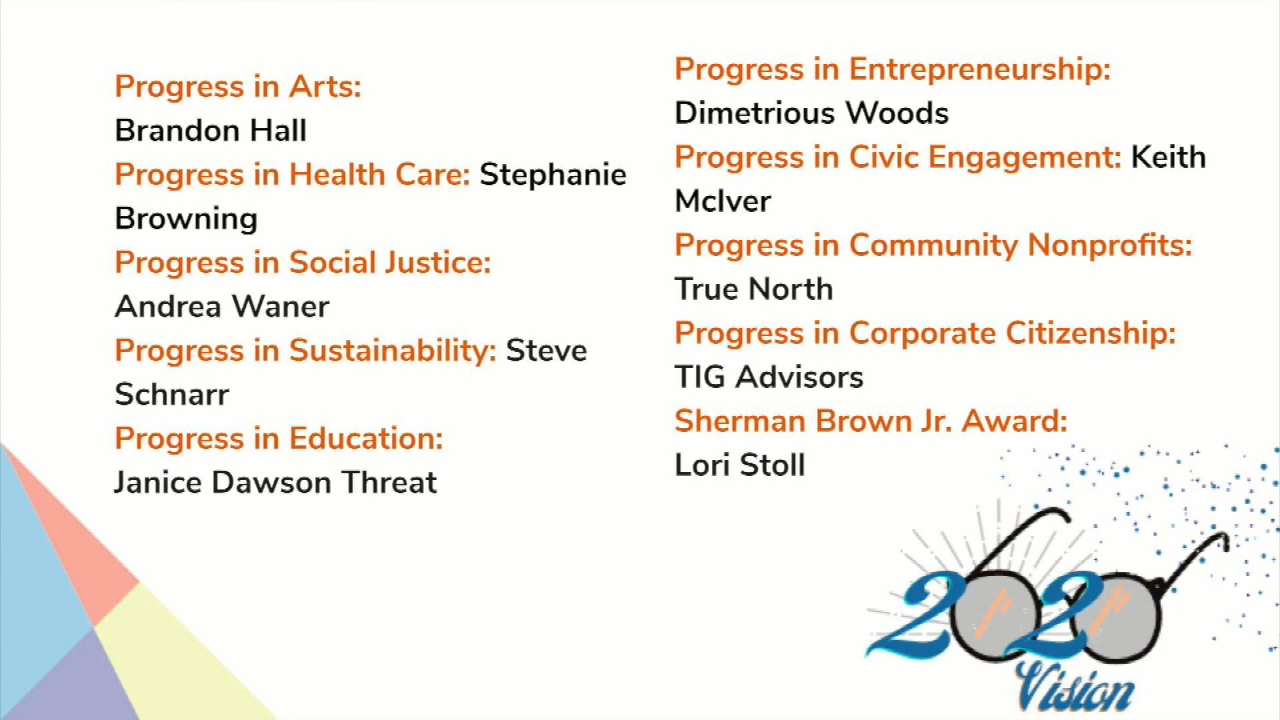 Progress in Arts:
Brandon Hall
Progress in Health Care: Stephanie
Browning
Progress in Social Justice:
Andrea Waner
Progress in Sustainability: Steve
Schnarr
Progress in Education:
Janice Dawson Threat
Progress in Entrepreneurship:
Dimetrious Woods
Progress in Civic Engagement: Keith
McIver
Progress in Community Nonprofits:
True North
Progress in Corporate Citizenship:
TIG Advisors
Sherman Brown Jr. Award:
Lori Stoll
2020
Vision